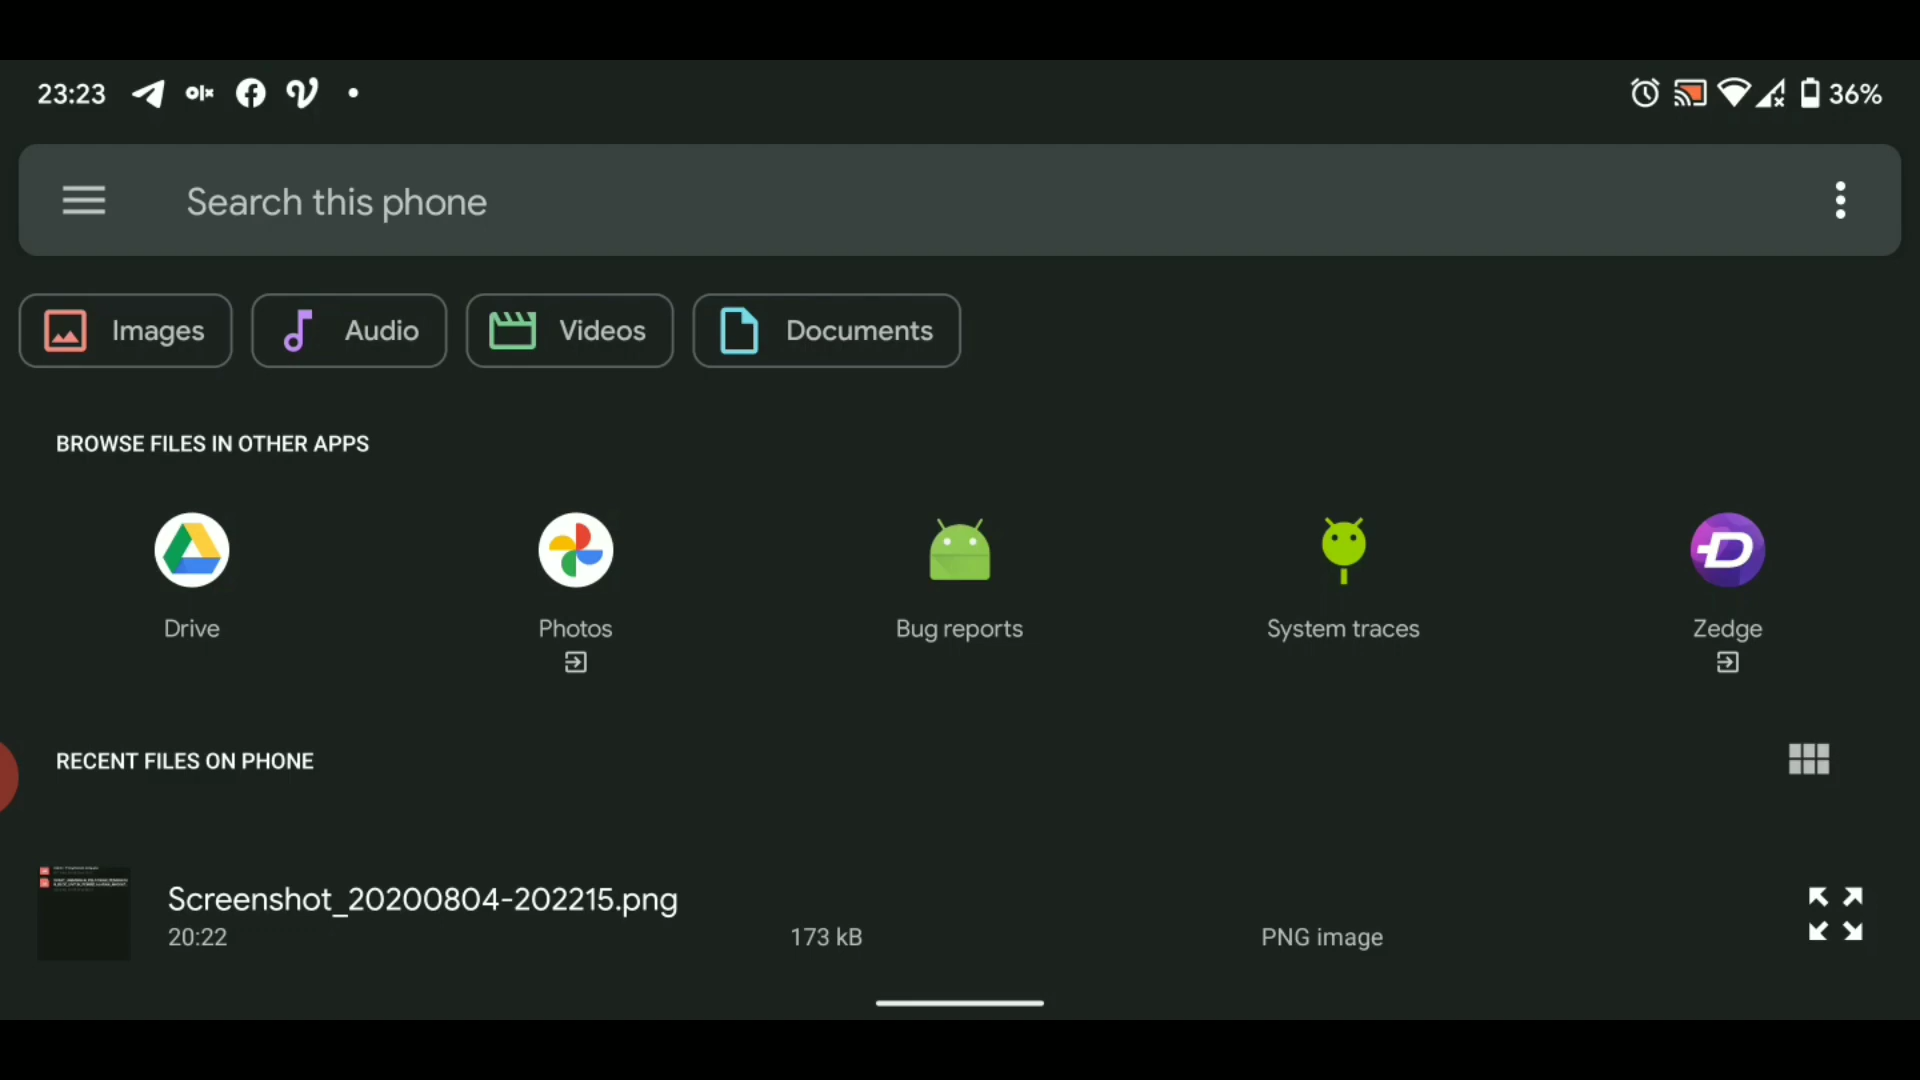 23:23
olx
36%
Search this phone
Images
Audio
Videos
Documents
BROWSE FILES IN OTHER APPS
Drive
Photos
Bug reports
System traces
Zedge
RECENT FILES ON PHONE
Screenshot_20200804-202215.png
20:22
173 kB
PNG image